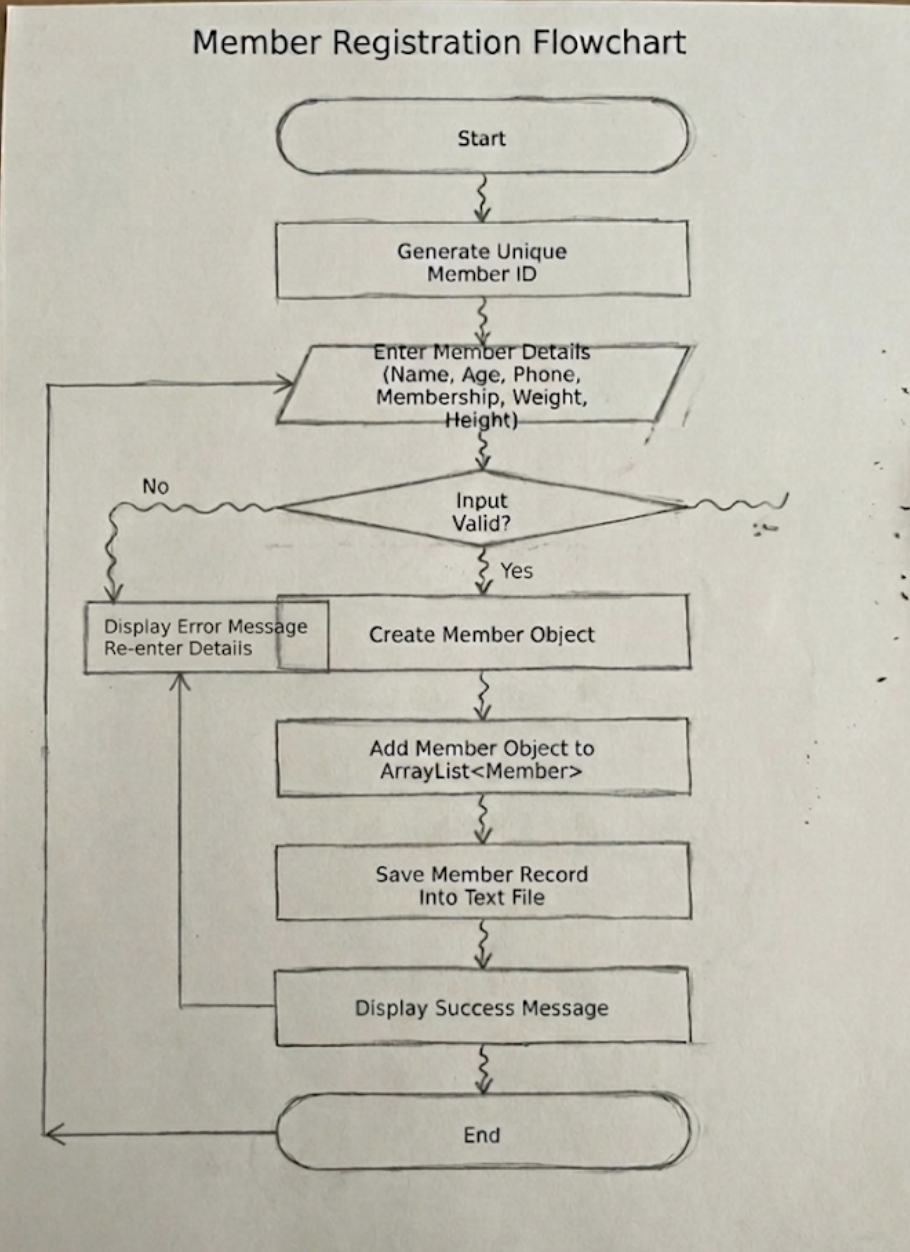 Member Registration Flowchart
Start
Generate Unique
Member ID
Enter Member Details
(Name, Age, Phone,
Membership, Weight,
Height)
No
Input
Valid?
Yes
Display Error Message
Re-enter Details
Create Member Object
Add Member Object to
ArrayList<Member>
Save Member Record
Into Text File
Display Success Message
End